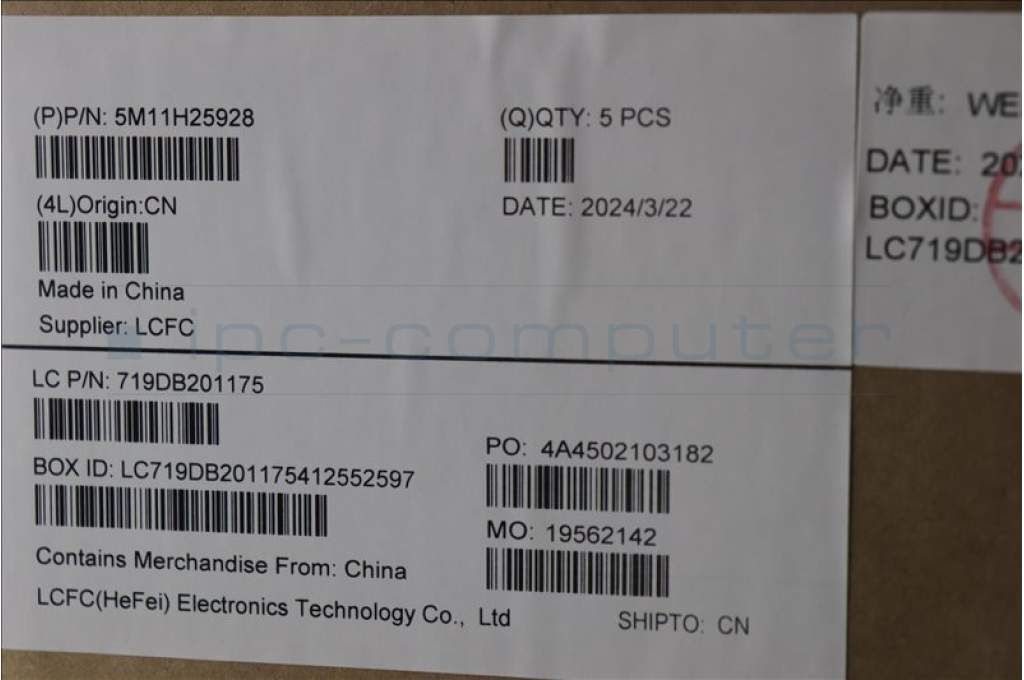 (P)P/N: 5M11H25928
(Q)QTY: 5 PCS
(4L)Origin:CN
DATE: 2024/3/22
Made in China
Supplier: LCFC
ipc-computer
LC P/N: 719DB201175
BOX ID: LC719DB201175412552597
PO: 4A4502103182
MO: 19562142
Contains Merchandise From: China
LCFC(HeFei) Electronics Technology Co., Ltd
SHIPTO: CN
净重: WE
DATE: 202
BOXID:
LC719DB2